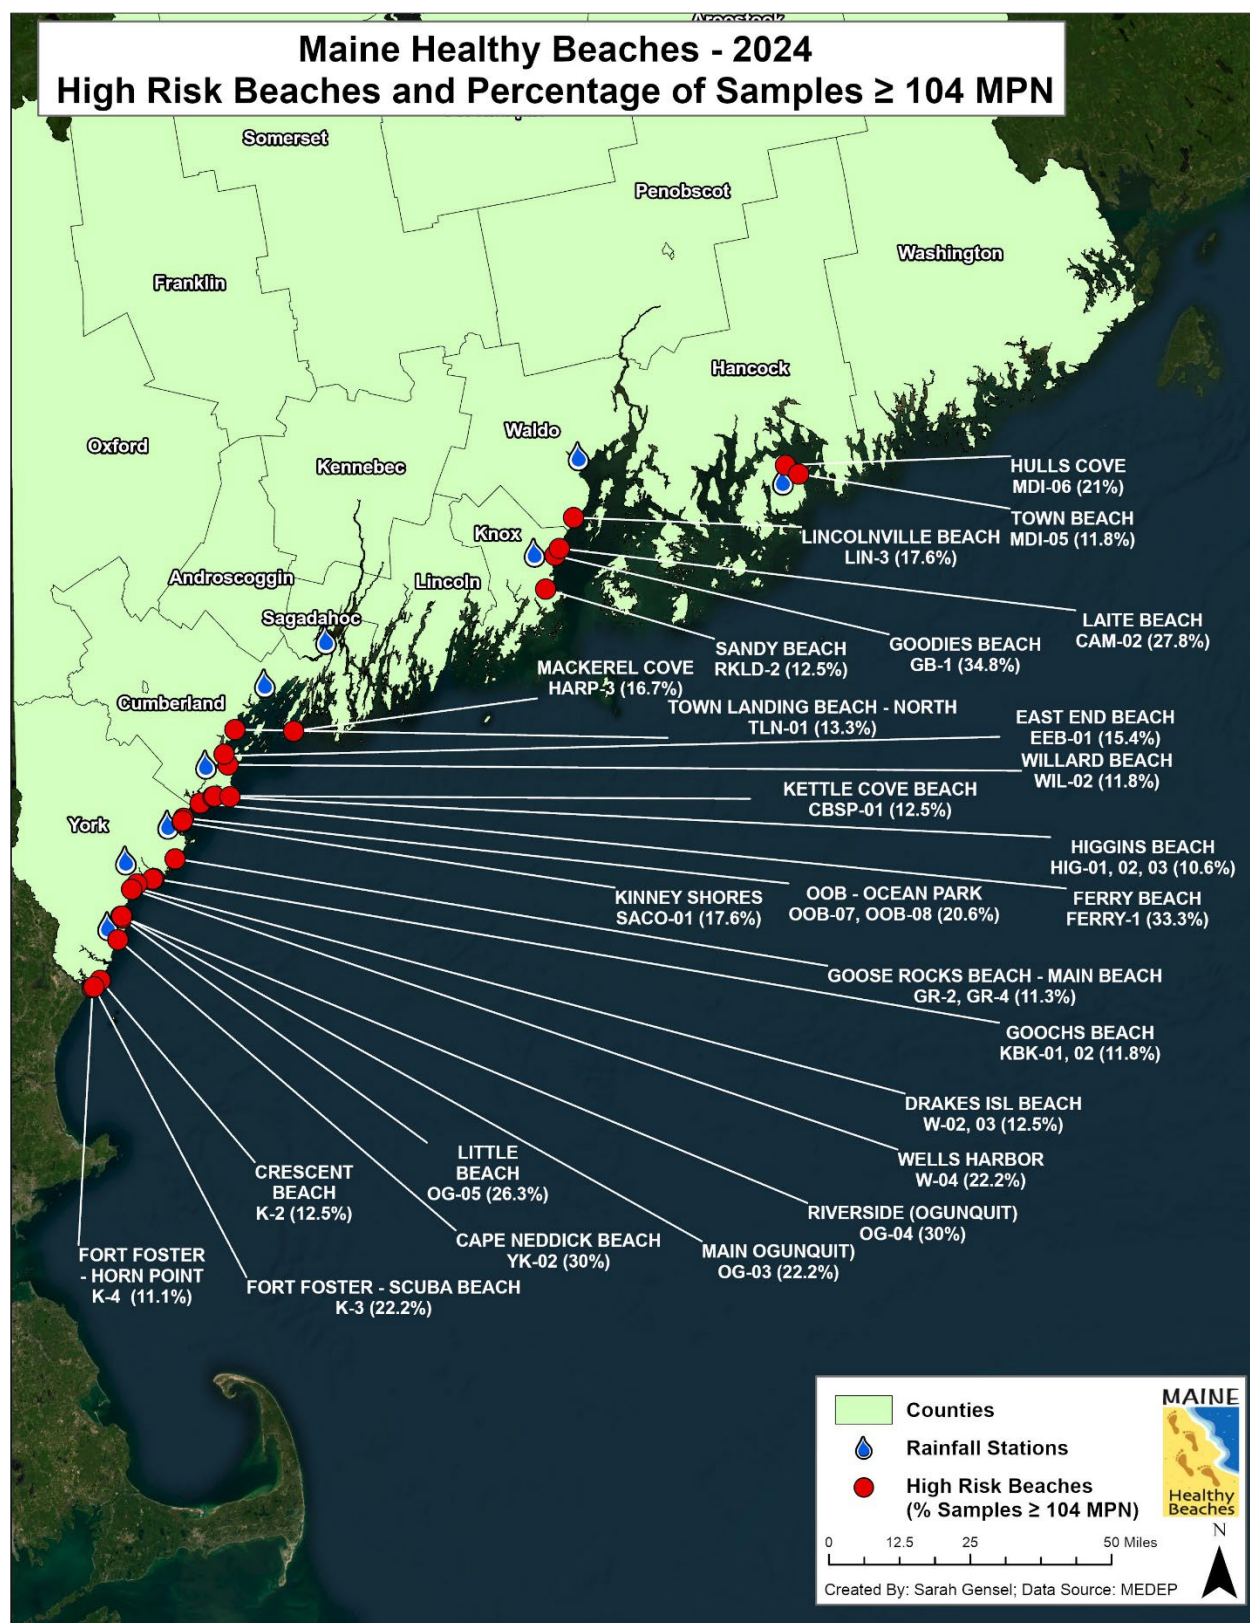 Maine Healthy Beaches - 2024
High Risk Beaches and Percentage of Samples ≥ 104 MPN
Aroostook
Somerset
Penobscot
Washington
Franklin
Hancock
Oxford
Waldo
Kennebec
HULLS COVE
MDI-06 (21%)
TOWN BEACH
MDI-05 (11.8%)
Knox
LINCOLNVILLE BEACH
LIN-3 (17.6%)
Androscoggin
Lincoln
Sagadahoc
LAITE BEACH
CAM-02 (27.8%)
GOODIES BEACH
GB-1 (34.8%)
SANDY BEACH
RKLD-2 (12.5%)
MACKEREL COVE
HARP-3 (16.7%)
Cumberland
TOWN LANDING BEACH - NORTH
TLN-01 (13.3%)
EAST END BEACH
EEB-01 (15.4%)
WILLARD BEACH
WIL-02 (11.8%)
KETTLE COVE BEACH
CBSP-01 (12.5%)
York
HIGGINS BEACH
HIG-01, 02, 03 (10.6%)
KINNEY SHORES
SACO-01 (17.6%)
OOB - OCEAN PARK
OOB-07, OOB-08 (20.6%)
FERRY BEACH
FERRY-1 (33.3%)
GOOSE ROCKS BEACH - MAIN BEACH
GR-2, GR-4 (11.3%)
GOOCHS BEACH
KBK-01, 02 (11.8%)
DRAKES ISL BEACH
W-02, 03 (12.5%)
WELLS HARBOR
W-04 (22.2%)
LITTLE
BEACH
OG-05 (26.3%)
CRESCENT
BEACH
K-2 (12.5%)
RIVERSIDE (OGUNQUIT)
OG-04 (30%)
CAPE NEDDICK BEACH
YK-02 (30%)
MAIN OGUNQUIT)
OG-03 (22.2%)
FORT FOSTER
- HORN POINT
K-4 (11.1%)
FORT FOSTER - SCUBA BEACH
K-3 (22.2%)
Counties
Rainfall Stations
High Risk Beaches
(% Samples ≥ 104 MPN)
MAINE
Healthy
Beaches
N
0 12.5 25 50 Miles
Created By: Sarah Gensel; Data Source: MEDEP